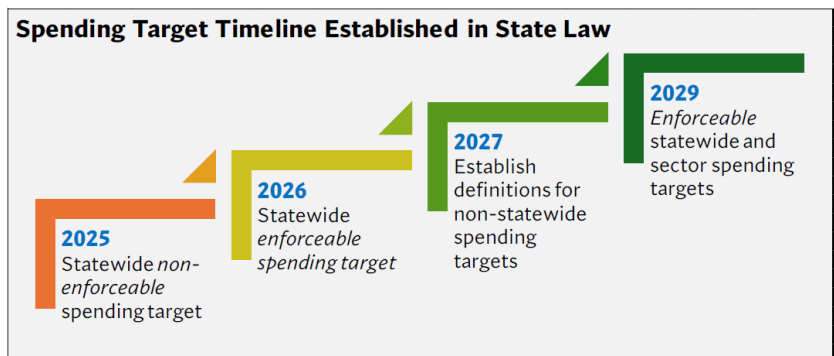 Spending Target Timeline Established in State Law
2025
Statewide non-
enforceable
spending target
2026
Statewide
enforceable
spending target
2027
Establish
definitions for
non-statewide
spending
targets
2029
Enforceable
statewide and
sector spending
targets